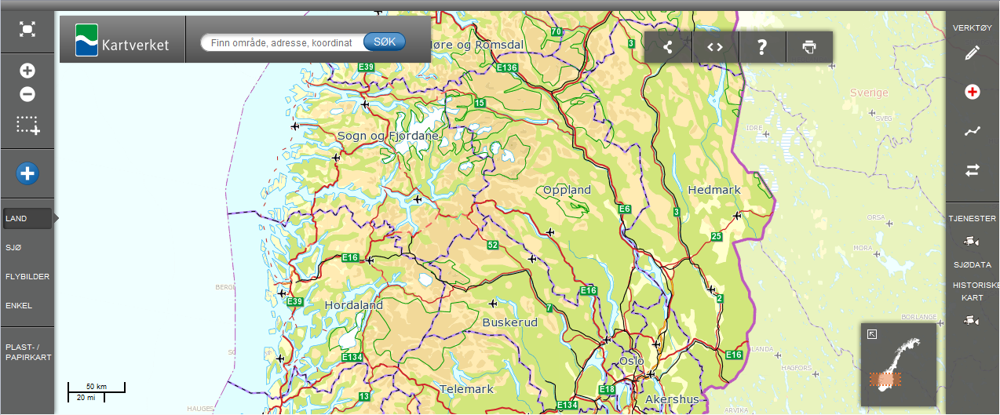 Kartverket
Finn område, adresse, koordinat
SØK
VERKTØY
TJENESTER
SJØDATA
HISTORISKE
KART
LAND
SJØ
FLYBILDER
ENKEL
PLAST- /
PAPIRKART
øre og Romsdal
70
3
E39
E136
15
Sverige
SVEG
IDRE
Sogn og Fjordane
Oppland
Hedmark
E6
3
25
ORSA
MORA
52
E16
BERGE
E39
Hordaland
E16
7
2
Buskerud
BORLANGE
SO
E134
Oslo
E16
LANDA
HAGFORS
50 km
20 mi
13
Telemark
E18
E134
Akershus
HAUGES
ARVIKA